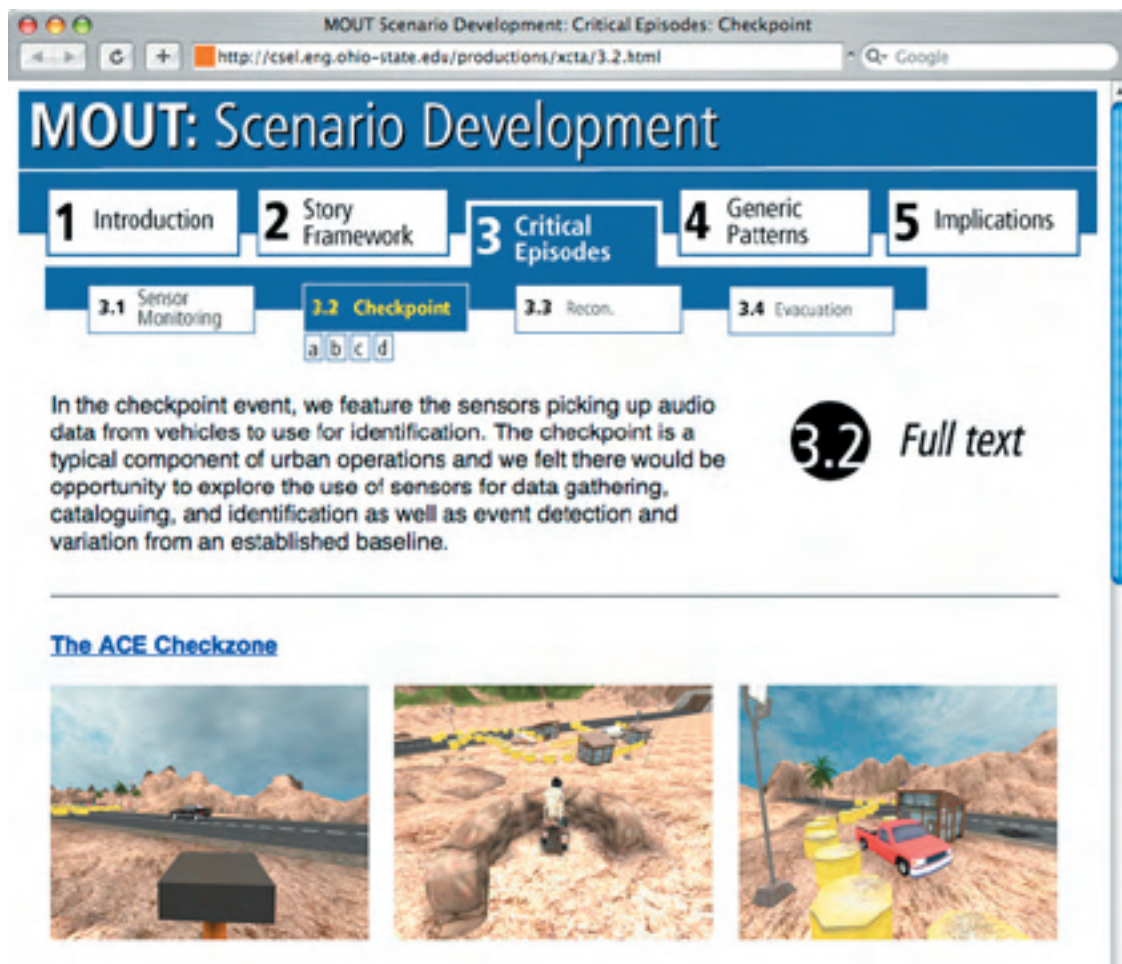 MOUT Scenario Development: Critical Episodes: Checkpoint
http://csel.eng.ohio-state.edu/productions/xcta/3.2.html
Google
MOUT: Scenario Development
1 Introduction
2 Story
Framework
3 Critical
Episodes
4 Generic
Patterns
5 Implications
3.1 Sensor
Monitoring
3.2 Checkpoint
3.3 Recon.
3.4 Evacuation
a b c d
In the checkpoint event, we feature the sensors picking up audio
data from vehicles to use for identification. The checkpoint is a
typical component of urban operations and we felt there would be
opportunity to explore the use of sensors for data gathering,
cataloguing, and identification as well as event detection and
variation from an established baseline.
3.2 Full text
The ACE Checkzone